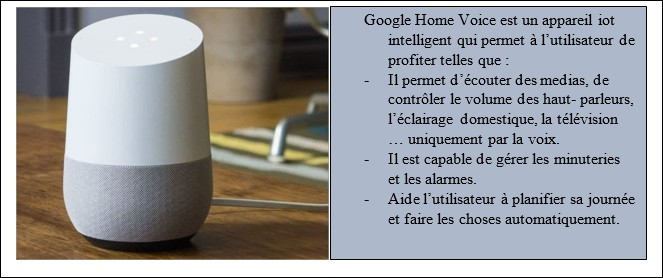 Google Home Voice est un appareil iot
intelligent qui permet à l’utilisateur de
profiter telles que :
- Il permet d’écouter des medias, de
contrôler le volume des haut- parleurs,
l’éclairage domestique, la télévision
… uniquement par la voix.
- Il est capable de gérer les minuteries
et les alarmes.
- Aide l’utilisateur à planifier sa journée
et faire les choses automatiquement.